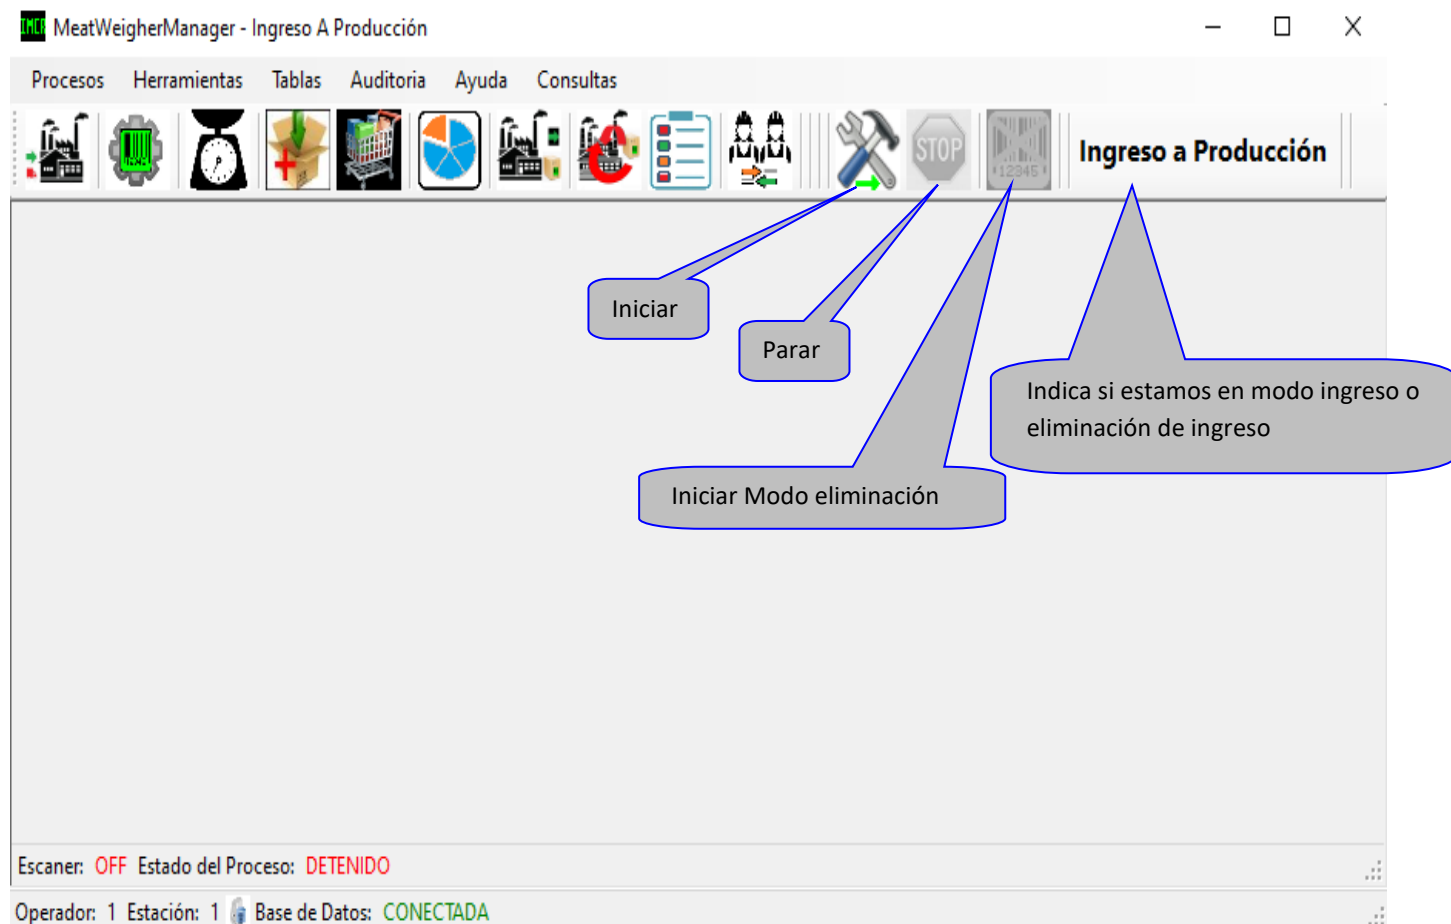 MeatWeigherManager - Ingreso A Producción
Procesos Herramientas Tablas Auditoria Ayuda Consultas
STOP
12345
Ingreso a Producción
Iniciar
Parar
Indica si estamos en modo ingreso o
eliminación de ingreso
Iniciar Modo eliminación
Escaner: OFF Estado del Proceso: DETENIDO
Operador: 1 Estación: 1 Base de Datos: CONECTADA